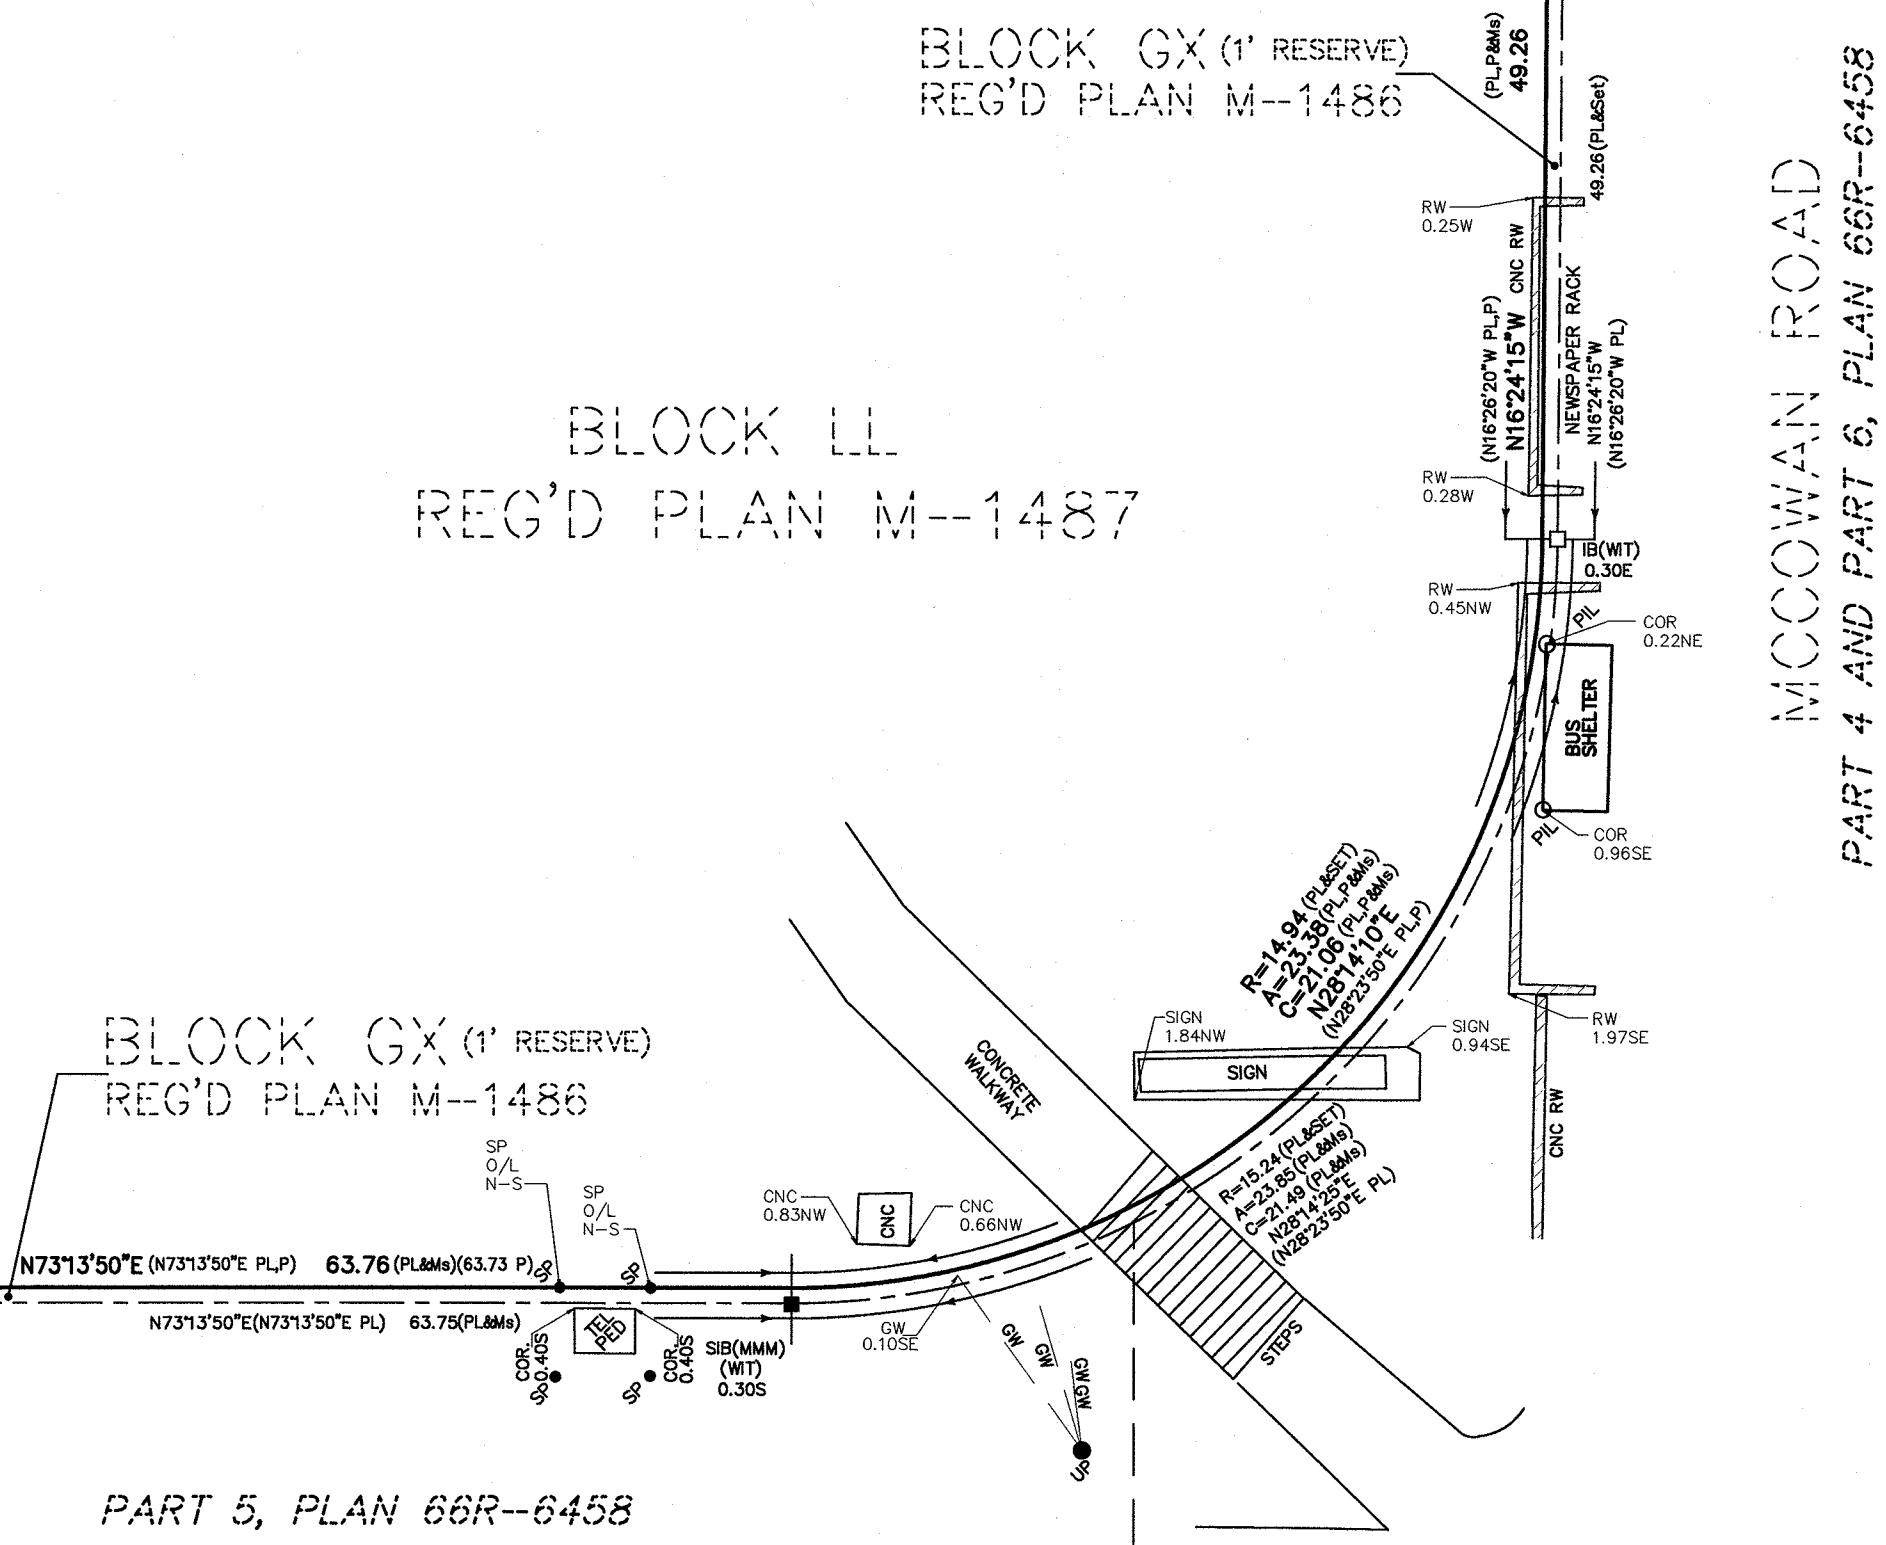 BLOCK GX (1' RESERVE)
REG'D PLAN M--1486
(PL,P&Ms)
49.26
49.26(PL&Set)
RW
0.25W
CNC RW
NEWSPAPER RACK
(N16°26'20"W PL,P)
N16°24'15"W
N16°24'15"W
(N16°26'20"W PL)
MCCOWAN ROAD
PART 4 AND PART 6, PLAN 66R--6458
BLOCK LL
REG'D PLAN M--1487
RW
0.28W
IB(WIT)
0.30E
RW
0.45NW
PIL
COR
0.22NE
BUS
SHELTER
PIL
COR
0.96SE
R=14.94 (PL&SET)
A=23.38(PL,P&Ms)
C=21.06 (PL,P&Ms)
N28°14'10"E
(N28°23'50"E PL,P)
SIGN
1.84NW
SIGN
0.94SE
RW
1.97SE
SIGN
CNC RW
CONCRETE
WALKWAY
BLOCK GX (1' RESERVE)
REG'D PLAN M--1486
R=15.24 (PL&SET)
A=23.85(PL&Ms)
C=21.49 (PL&Ms)
N28°14'25"E
(N28°23'50"E PL)
SP
O/L
N-S
SP
O/L
N-S
CNC
0.83NW
CNC
CNC
0.66NW
N73°13'50"E (N73°13'50"E PL,P) 63.76 (PL&Ms)(63.73 P)
SP
SP
N73°13'50"E(N73°13'50"E PL) 63.75(PL&Ms)
TEL
PED
COR.
0.40S
COR.
0.40S
SP
SP
SIB(MMM)
(WIT)
0.30S
GW
0.10SE
GW
GW
GW GW
UP
STEPS
PART 5, PLAN 66R--6458